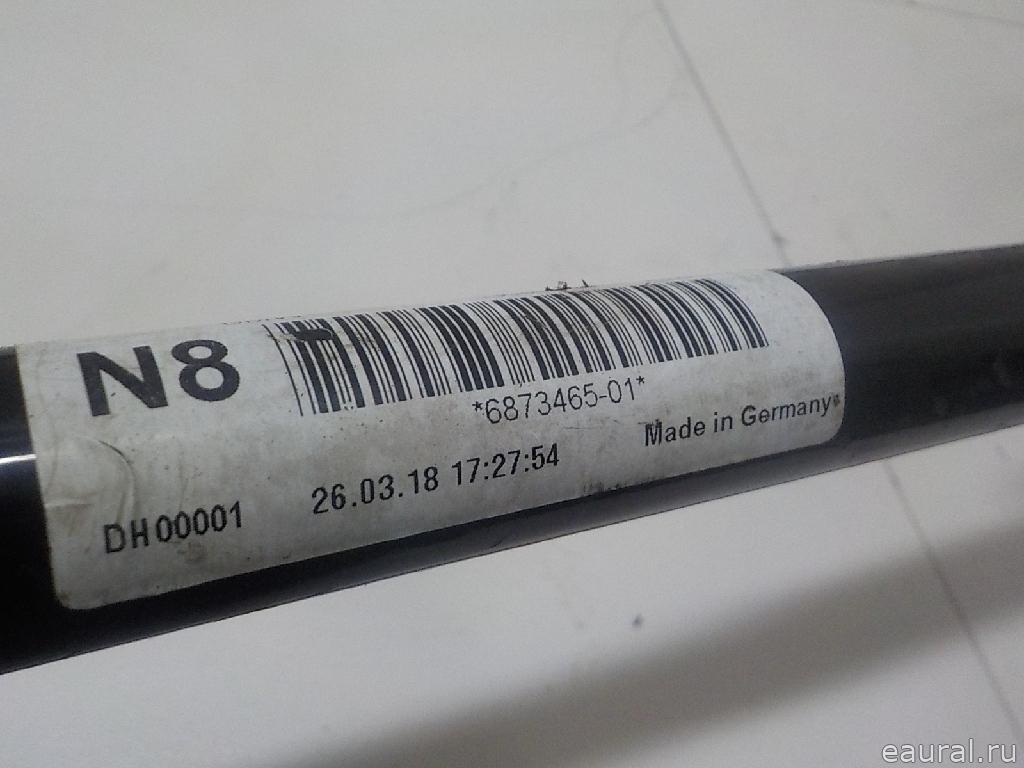 N8
*6873465-01*
Made in Germany
26.03.18 17:27:54
DH00001
eaural.ru